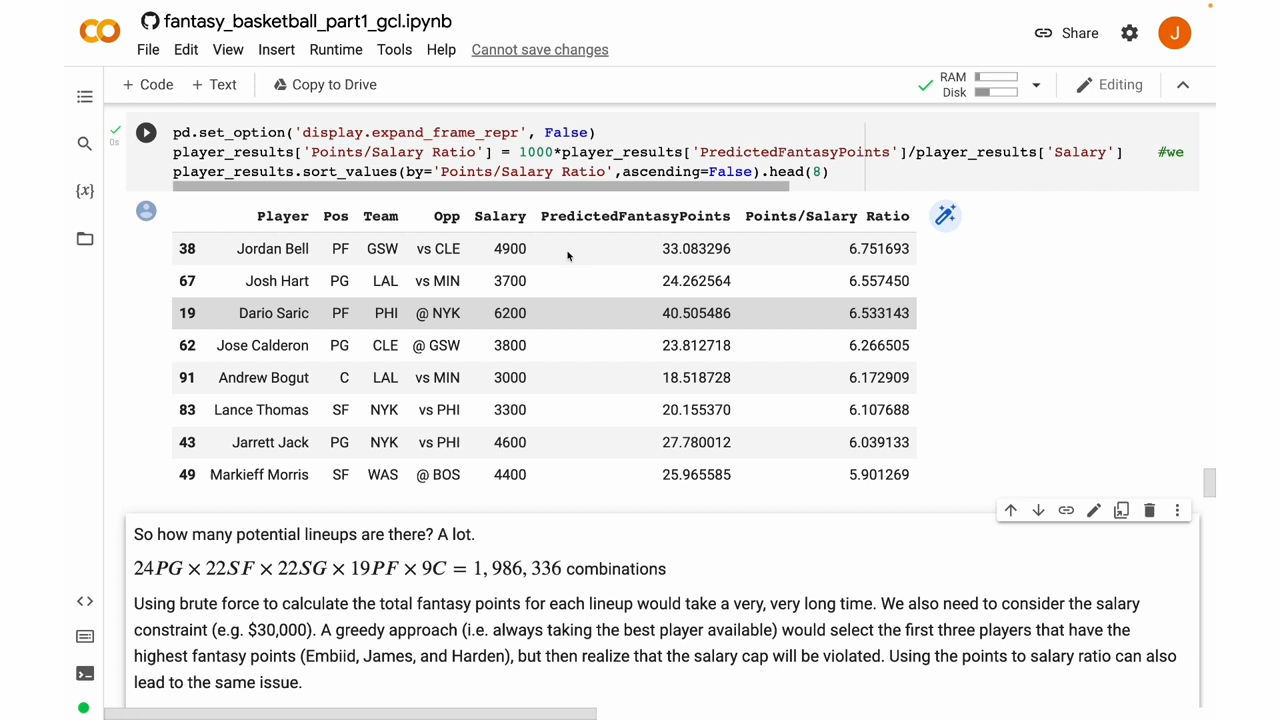 fantasy_basketball_part1_gcl.ipynb
File Edit View Insert Runtime Tools Help Cannot save changes
Share
J
+ Code + Text Copy to Drive
RAM
Disk
Editing
{x}
0s
pd.set_option('display.expand_frame_repr', False)
player_results['Points/Salary Ratio'] = 1000*player_results['PredictedFantasyPoints']/player_results['Salary'] #we
player_results.sort_values(by='Points/Salary Ratio',ascending=False).head(8)
Player Pos Team Opp Salary PredictedFantasyPoints Points/Salary Ratio
38 Jordan Bell PF GSW vs CLE 4900 33.083296 6.751693
67 Josh Hart PG LAL vs MIN 3700 24.262564 6.557450
19 Dario Saric PF PHI @ NYK 6200 40.505486 6.533143
62 Jose Calderon PG CLE @ GSW 3800 23.812718 6.266505
91 Andrew Bogut C LAL vs MIN 3000 18.518728 6.172909
83 Lance Thomas SF NYK vs PHI 3300 20.155370 6.107688
43 Jarrett Jack PG NYK vs PHI 4600 27.780012 6.039133
49 Markieff Morris SF WAS @ BOS 4400 25.965585 5.901269
So how many potential lineups are there? A lot.
24PG × 22SF × 22SG × 19PF × 9C = 1, 986, 336 combinations
Using brute force to calculate the total fantasy points for each lineup would take a very, very long time. We also need to consider the salary
constraint (e.g. $30,000). A greedy approach (i.e. always taking the best player available) would select the first three players that have the
highest fantasy points (Embiid, James, and Harden), but then realize that the salary cap will be violated. Using the points to salary ratio can also
lead to the same issue.